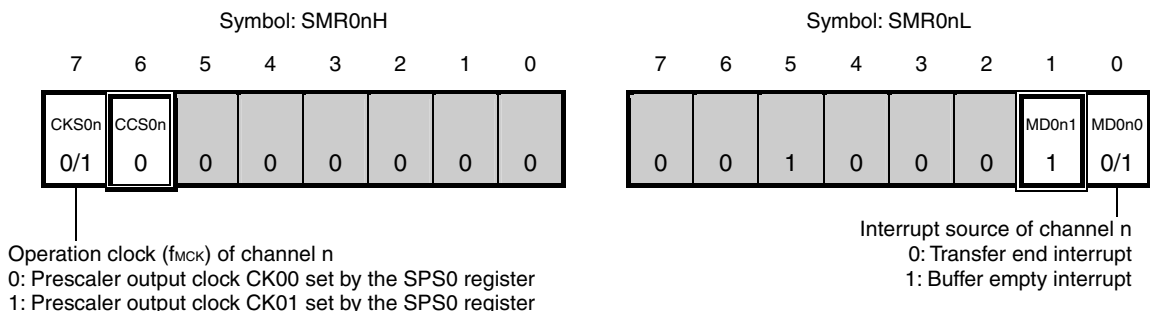 Symbol: SMR0nH
7 6 5 4 3 2 1 0
CKS0n CCS0n
0/1 0 0 0 0 0 0 0
Operation clock (fMCK) of channel n
0: Prescaler output clock CK00 set by the SPS0 register
1: Prescaler output clock CK01 set by the SPS0 register
Symbol: SMR0nL
7 6 5 4 3 2 1 0
MD0n1 MD0n0
0 0 1 0 0 0 1 0/1
Interrupt source of channel n
0: Transfer end interrupt
1: Buffer empty interrupt